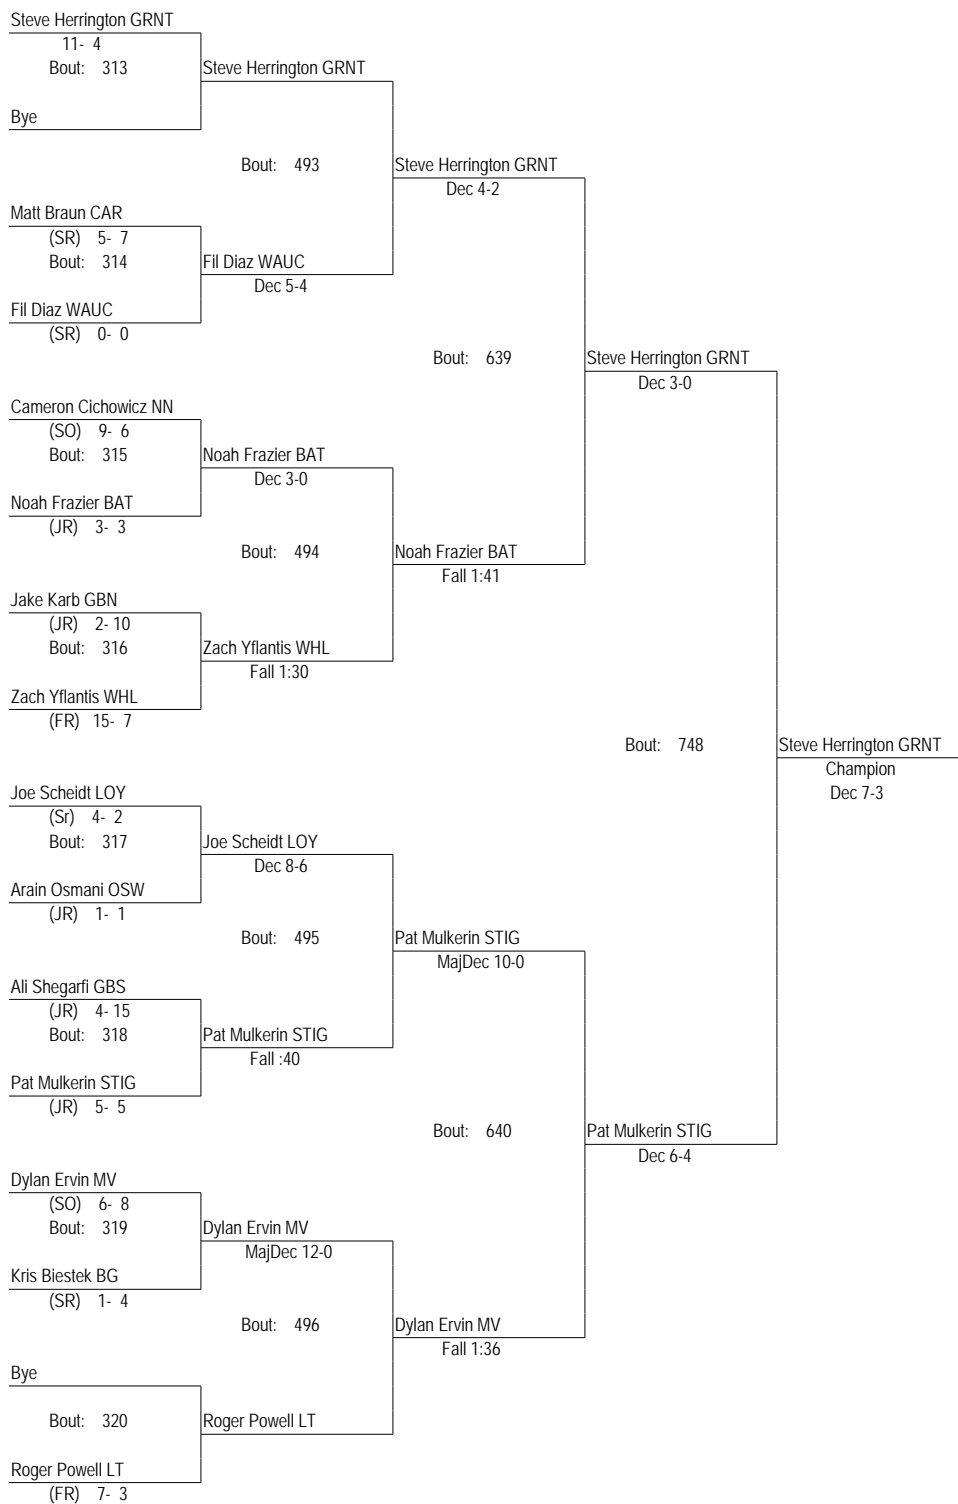 Steve Herrington GRNT
11- 4
Bout: 313
Steve Herrington GRNT
Bye
Bout: 493
Steve Herrington GRNT
Dec 4-2
Matt Braun CAR
(SR) 5- 7
Bout: 314
Fil Diaz WAUC
Dec 5-4
Fil Diaz WAUC
(SR) 0- 0
Bout: 639
Steve Herrington GRNT
Dec 3-0
Cameron Cichowicz NN
(SO) 9- 6
Bout: 315
Noah Frazier BAT
Dec 3-0
Noah Frazier BAT
(JR) 3- 3
Bout: 494
Noah Frazier BAT
Fall 1:41
Jake Karb GBN
(JR) 2- 10
Bout: 316
Zach Yflantis WHL
Fall 1:30
Zach Yflantis WHL
(FR) 15- 7
Bout: 748
Steve Herrington GRNT
Champion
Dec 7-3
Joe Scheidt LOY
(Sr) 4- 2
Bout: 317
Joe Scheidt LOY
Dec 8-6
Arain Osmani OSW
(JR) 1- 1
Bout: 495
Pat Mulkerin STIG
MajDec 10-0
Ali Shegarfi GBS
(JR) 4- 15
Bout: 318
Pat Mulkerin STIG
Fall :40
Pat Mulkerin STIG
(JR) 5- 5
Bout: 640
Pat Mulkerin STIG
Dec 6-4
Dylan Ervin MV
(SO) 6- 8
Bout: 319
Dylan Ervin MV
MajDec 12-0
Kris Biestek BG
(SR) 1- 4
Bout: 496
Dylan Ervin MV
Fall 1:36
Bye
Bout: 320
Roger Powell LT
Roger Powell LT
(FR) 7- 3